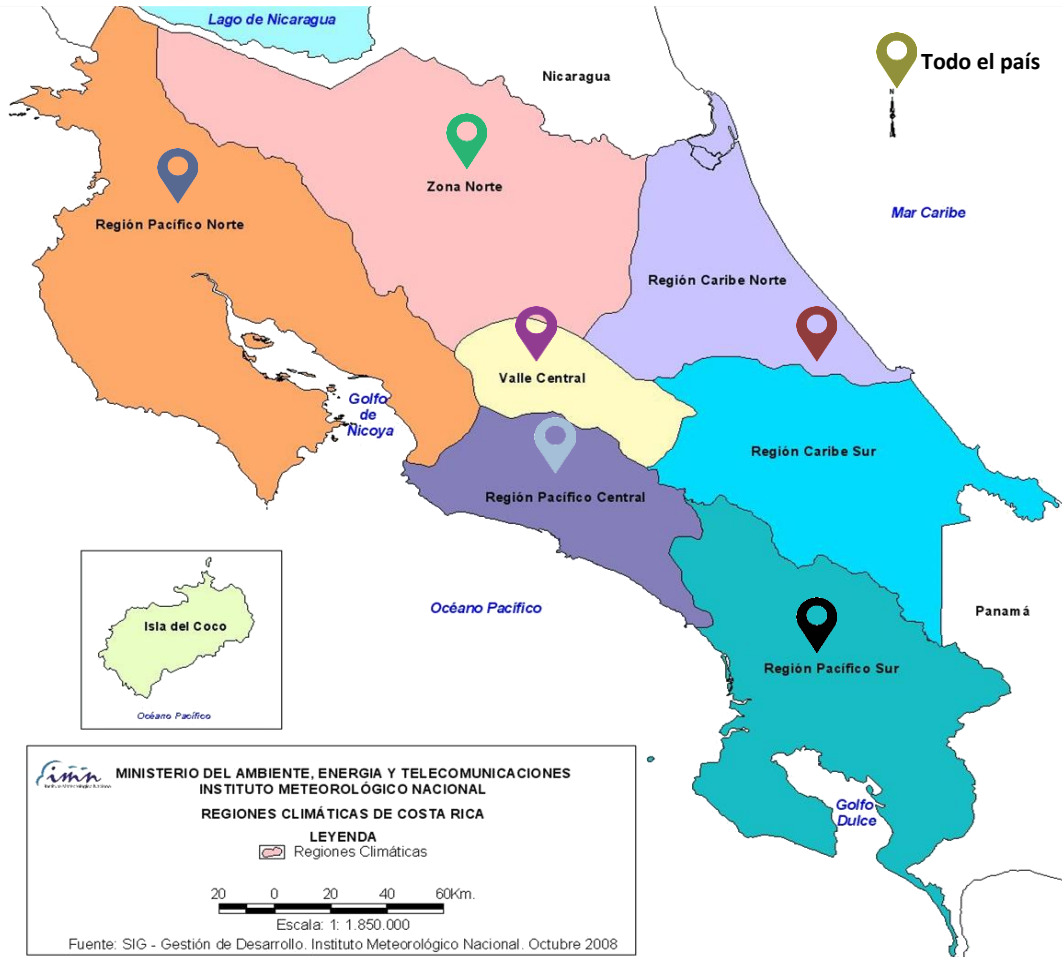 Lago de Nicaragua
Nicaragua
Todo el país
N
Zona Norte
Mar Caribe
Región Pacífico Norte
Región Caribe Norte
Valle Central
Golfo
de
Nicoya
Región Caribe Sur
Región Pacífico Central
Océano Pacífico
Panamá
Isla del Coco
Región Pacífico Sur
Océano Pacífico
Golfo
Dulce
imn
MINISTERIO DEL AMBIENTE, ENERGIA Y TELECOMUNICACIONES
INSTITUTO METEOROLÓGICO NACIONAL
REGIONES CLIMÁTICAS DE COSTA RICA
LEYENDA
Regiones Climáticas
20 0 20 40 60Km.
Escala: 1: 1.850.000
Fuente: SIG - Gestión de Desarrollo. Instituto Meteorológico Nacional. Octubre 2008